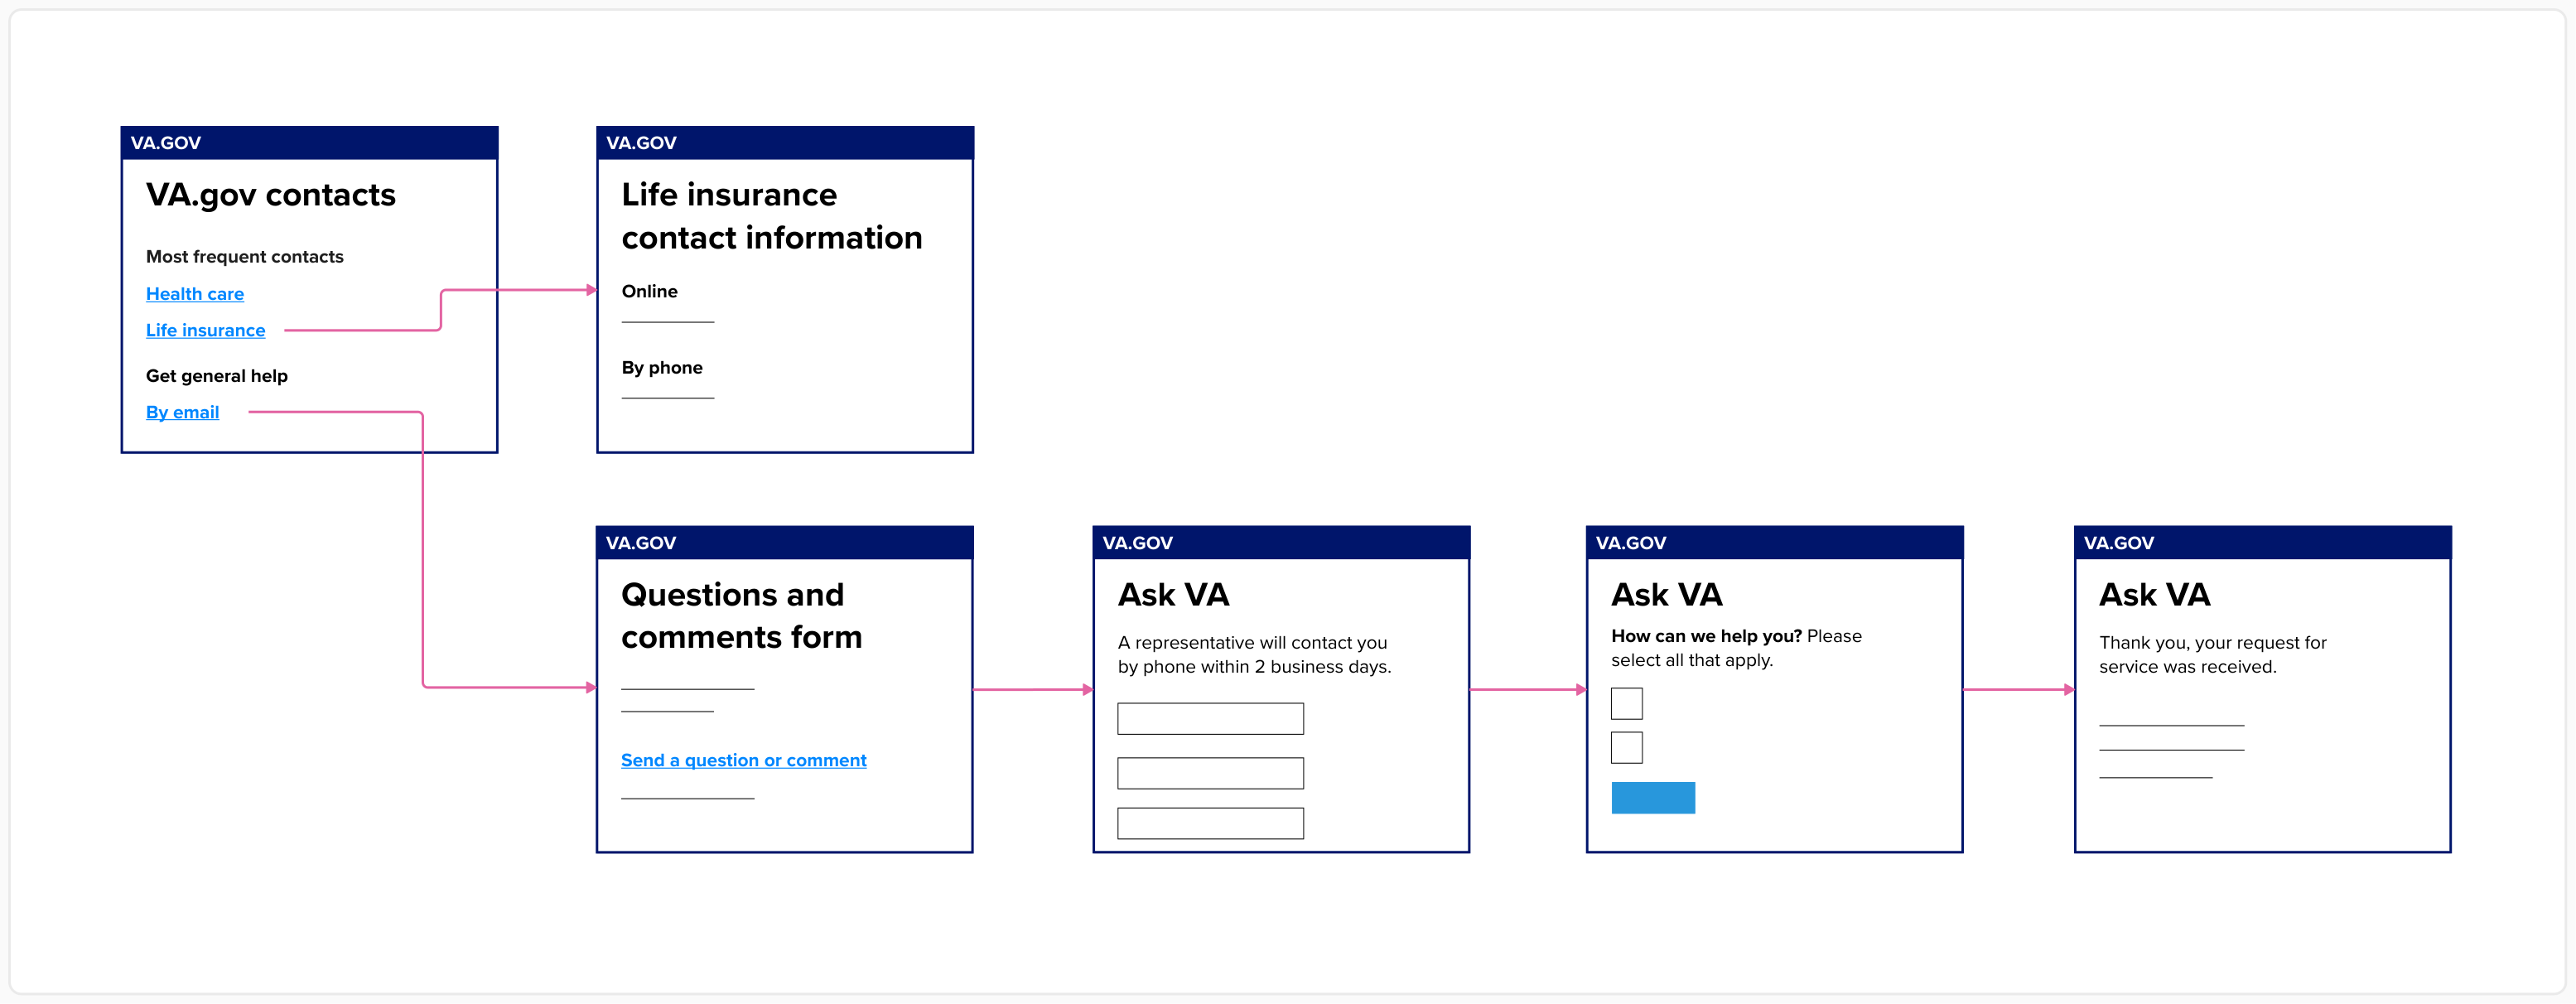 VA.GOV
VA.gov contacts
Most frequent contacts
Health care
Life insurance
Get general help
By email
VA.GOV
Life insurance
contact information
Online
By phone
VA.GOV
Questions and
comments form
Send a question or comment
VA.GOV
Ask VA
A representative will contact you
by phone within 2 business days.
VA.GOV
Ask VA
How can we help you? Please
select all that apply.
VA.GOV
Ask VA
Thank you, your request for
service was received.